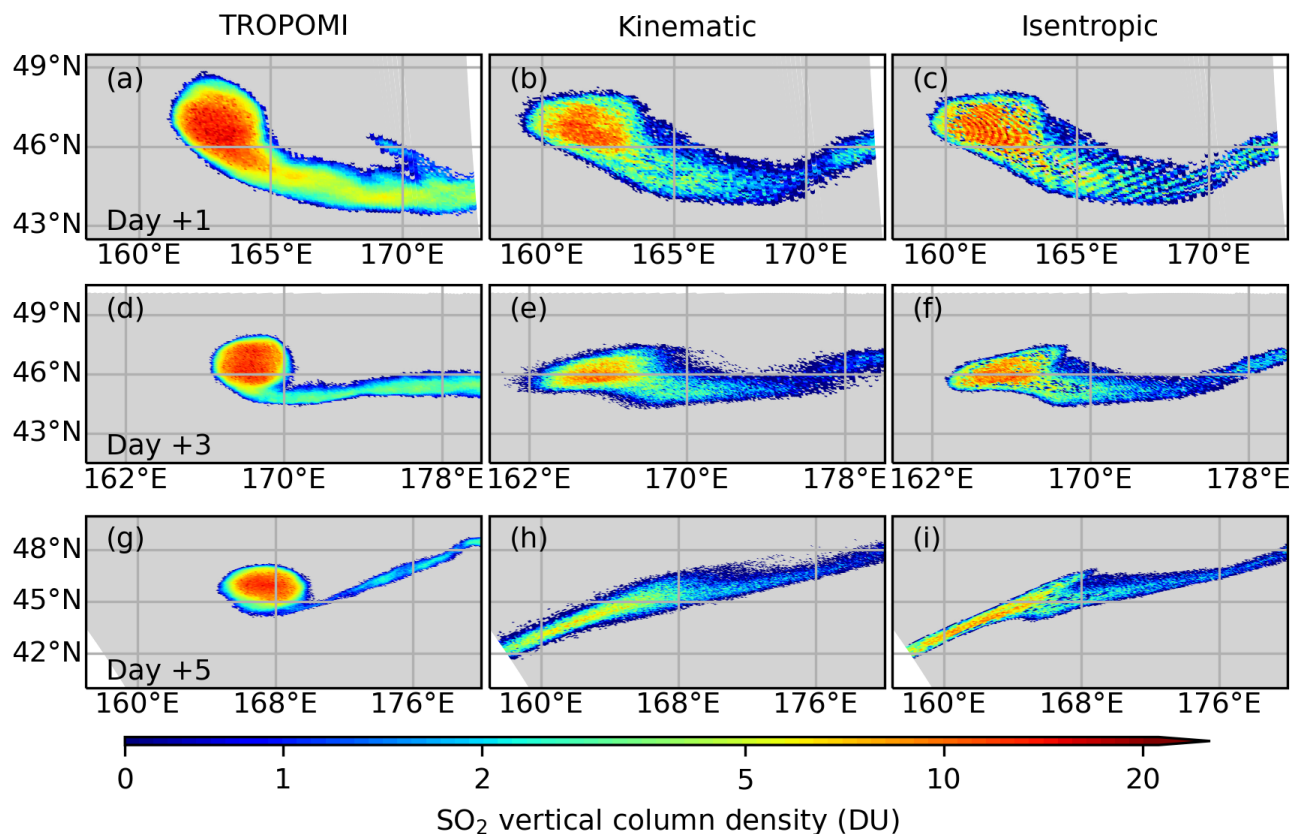 TROPOMI Kinematic Isentropic
49°N (a) (b) (c)
46°N
43°N Day +1
160°E 165°E 170°E 160°E 165°E 170°E 160°E 165°E 170°E
49°N (d) (e) (f)
46°N
43°N Day +3
162°E 170°E 178°E 162°E 170°E 178°E 162°E 170°E 178°E
48°N (g) (h) (i)
45°N
42°N Day +5
160°E 168°E 176°E 160°E 168°E 176°E 160°E 168°E 176°E
0 1 2 5 10 20
SO₂ vertical column density (DU)